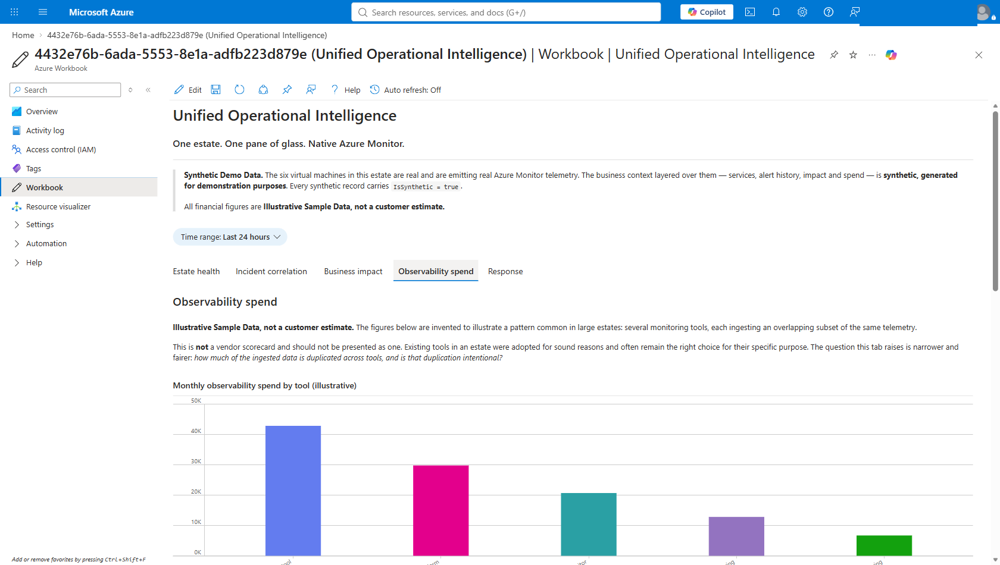 Microsoft Azure
Search resources, services, and docs (G+/)
Copilot
Home
4432e76b-6ada-5553-8e1a-adfb223d879e (Unified Operational Intelligence)
4432e76b-6ada-5553-8e1a-adfb223d879e (Unified Operational Intelligence) | Workbook | Unified Operational Intelligence
Azure Workbook
Search
Overview
Activity log
Access control (IAM)
Tags
Workbook
Resource visualizer
Settings
Automation
Help
Add or remove favorites by pressing Ctrl+Shift+F
Edit
Help
Auto refresh: Off
Unified Operational Intelligence
One estate. One pane of glass. Native Azure Monitor.
Synthetic Demo Data. The six virtual machines in this estate are real and are emitting real Azure Monitor telemetry. The business context layered over them — services, alert history, impact and spend — is synthetic, generated
for demonstration purposes. Every synthetic record carries IsSynthetic = true.
All financial figures are Illustrative Sample Data, not a customer estimate.
Time range: Last 24 hours
Estate health
Incident correlation
Business impact
Observability spend
Response
Observability spend
Illustrative Sample Data, not a customer estimate. The figures below are invented to illustrate a pattern common in large estates: several monitoring tools, each ingesting an overlapping subset of the same telemetry.
This is not a vendor scorecard and should not be presented as one. Existing tools in an estate were adopted for sound reasons and often remain the right choice for their specific purpose. The question this tab raises is narrower and
fairer: how much of the ingested data is duplicated across tools, and is that duplication intentional?
Monthly observability spend by tool (illustrative)
50K
40K
30K
20K
10K
0K